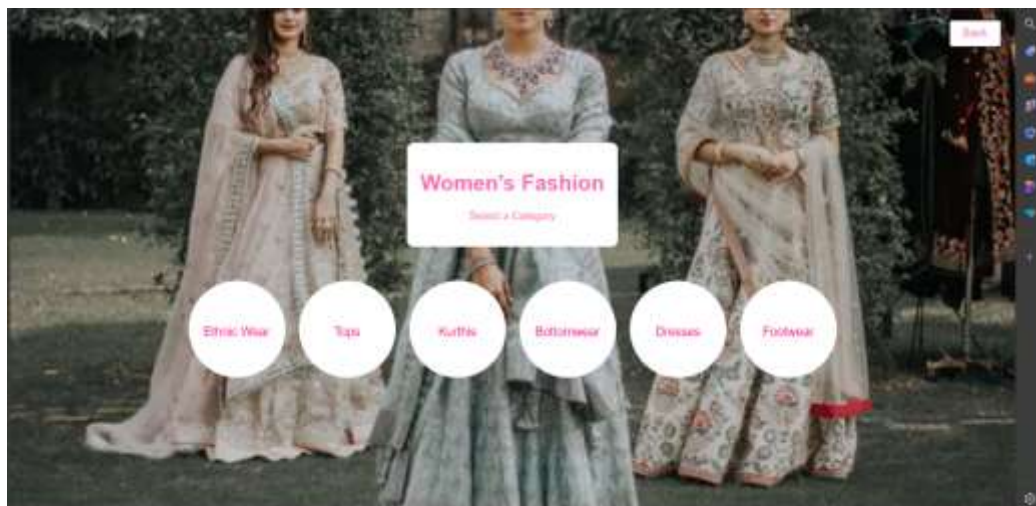 Back
Women's Fashion
Select a Category
Ethnic Wear
Tops
Kurthis
Bottomwear
Dresses
Footwear